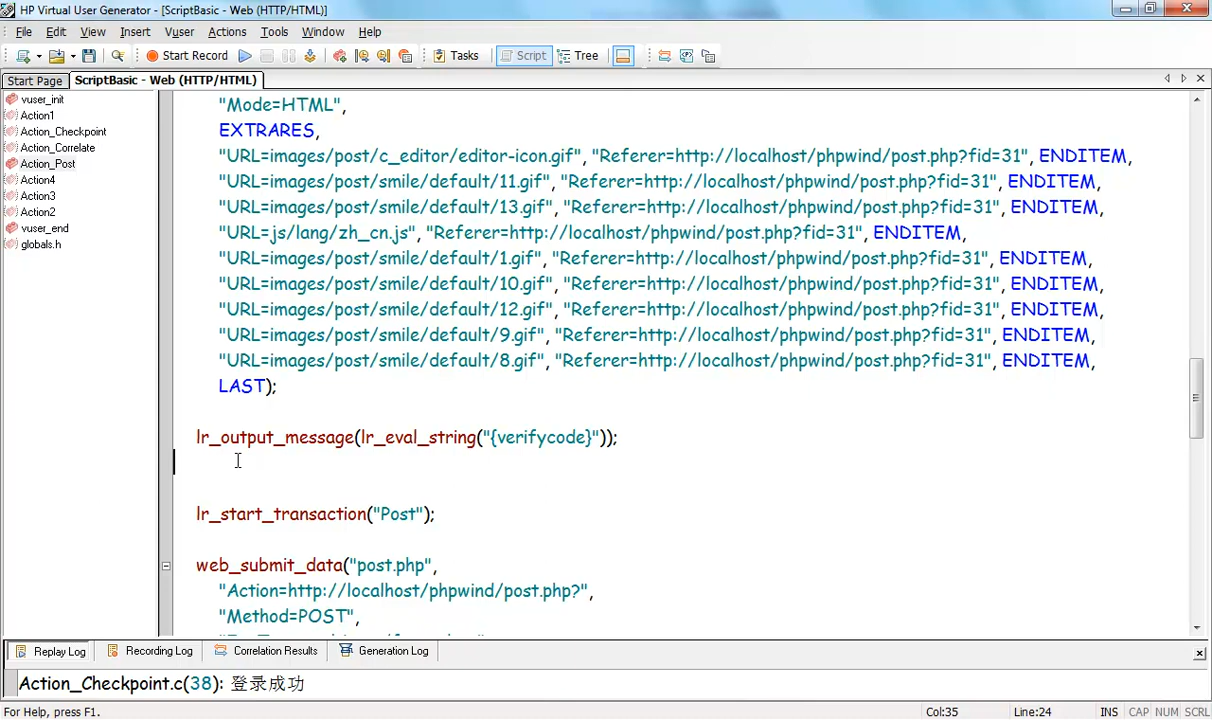 HP Virtual User Generator - [ScriptBasic - Web (HTTP/HTML)]
File Edit View Insert Vuser Actions Tools Window Help
Start Record Tasks Script Tree
Start Page ScriptBasic - Web (HTTP/HTML)
vuser_init
Action1
Action_Checkpoint
Action_Correlate
Action_Post
Action4
Action3
Action2
vuser_end
globals.h
"Mode=HTML",
EXTRARES,
"URL=images/post/c_editor/editor-icon.gif", "Referer=http://localhost/phpwind/post.php?fid=31", ENDITEM,
"URL=images/post/smile/default/11.gif", "Referer=http://localhost/phpwind/post.php?fid=31", ENDITEM,
"URL=images/post/smile/default/13.gif", "Referer=http://localhost/phpwind/post.php?fid=31", ENDITEM,
"URL=js/lang/zh_cn.js", "Referer=http://localhost/phpwind/post.php?fid=31", ENDITEM,
"URL=images/post/smile/default/1.gif", "Referer=http://localhost/phpwind/post.php?fid=31", ENDITEM,
"URL=images/post/smile/default/10.gif", "Referer=http://localhost/phpwind/post.php?fid=31", ENDITEM,
"URL=images/post/smile/default/12.gif", "Referer=http://localhost/phpwind/post.php?fid=31", ENDITEM,
"URL=images/post/smile/default/9.gif", "Referer=http://localhost/phpwind/post.php?fid=31", ENDITEM,
"URL=images/post/smile/default/8.gif", "Referer=http://localhost/phpwind/post.php?fid=31", ENDITEM,
LAST);
lr_output_message(lr_eval_string("{verifycode}"));
lr_start_transaction("Post");
web_submit_data("post.php",
"Action=http://localhost/phpwind/post.php?",
"Method=POST",
Replay Log Recording Log Correlation Results Generation Log
Action_Checkpoint.c(38): 登录成功
For Help, press F1. Col:35 Line:24 INS CAP NUM SCRL